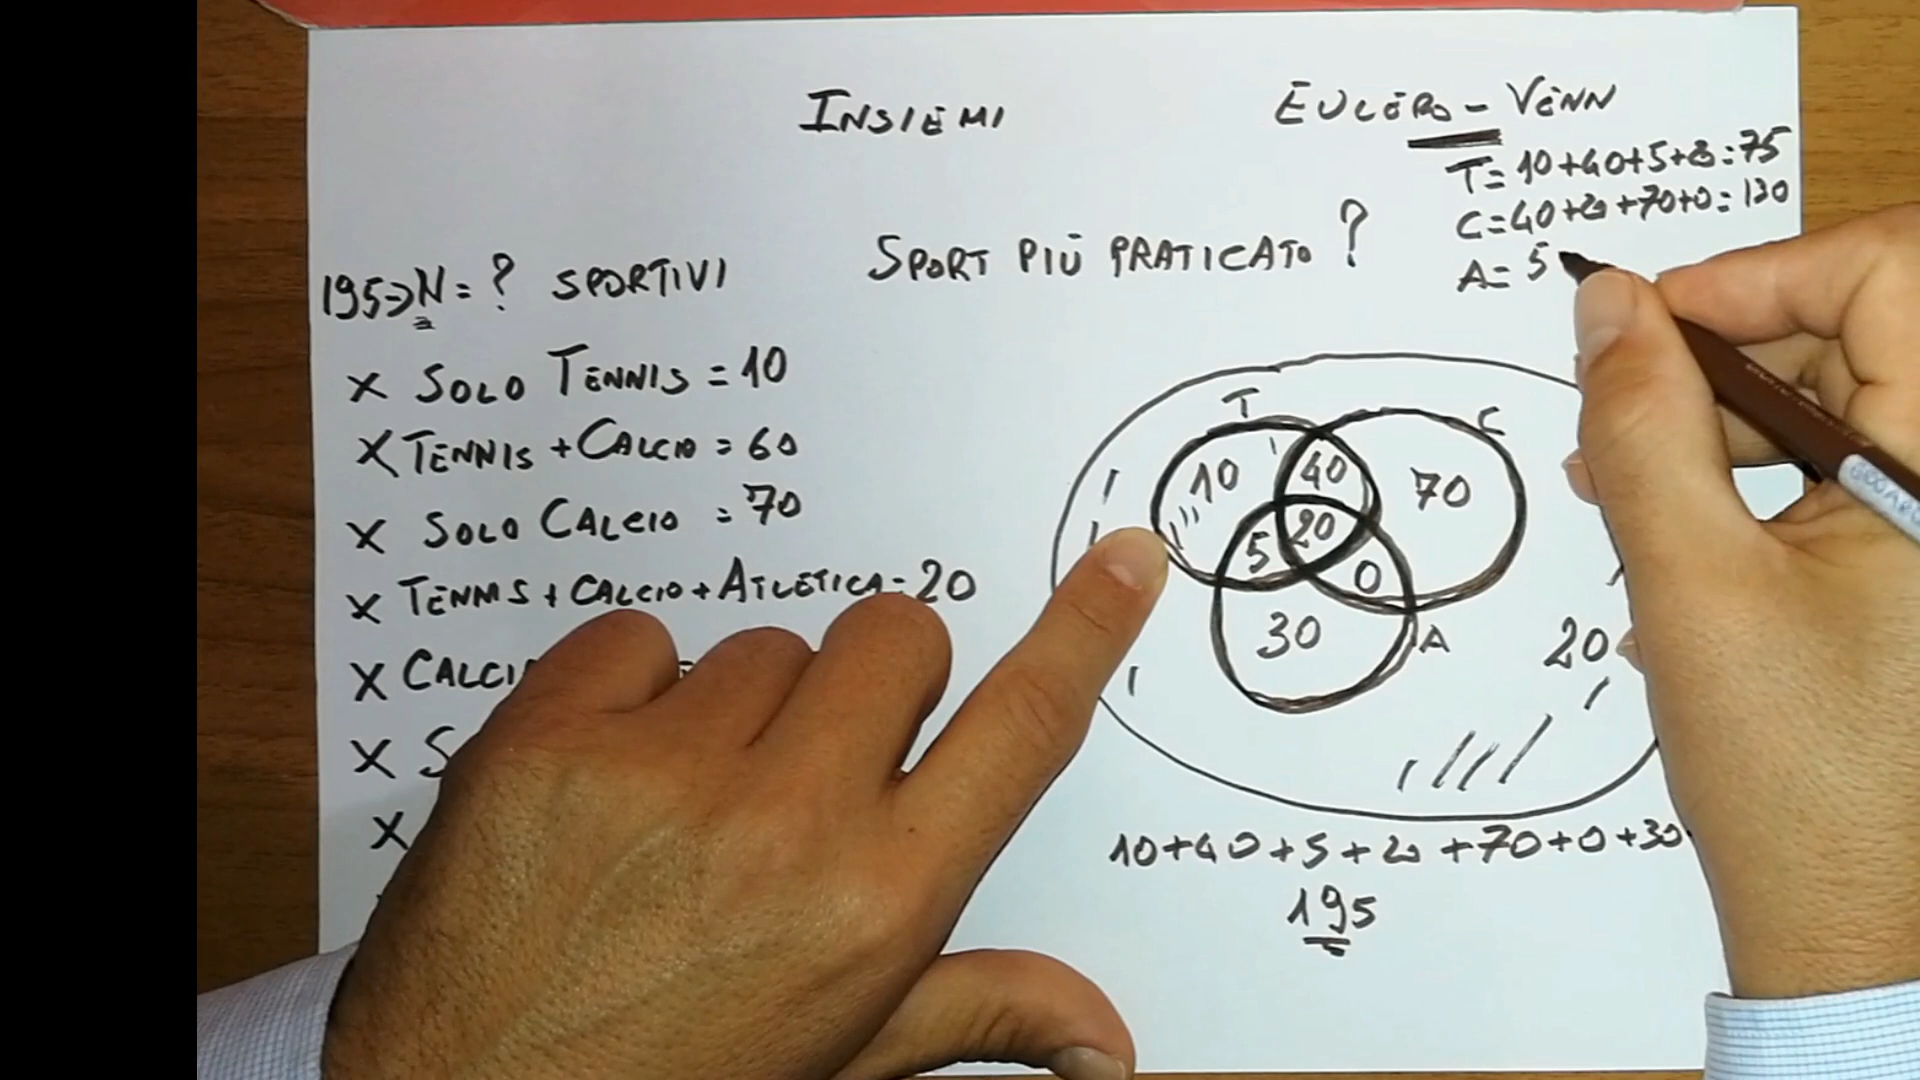 INSIEMI
EULERO - VENN
T = 10+40+5+20=75
C=40+20+70+0=130
A= 5
SPORT PIÙ PRATICATO ?
195→N = ? SPORTIVI
X SOLO TENNIS = 10
X TENNIS + CALCIO = 60
X SOLO CALCIO = 70
X TENNIS + CALCIO + ATLETICA = 20
X CALCI
X S
X
T
C
10
40
70
5
20
0
30
A
20
10+40+5+20+70+0+30
195